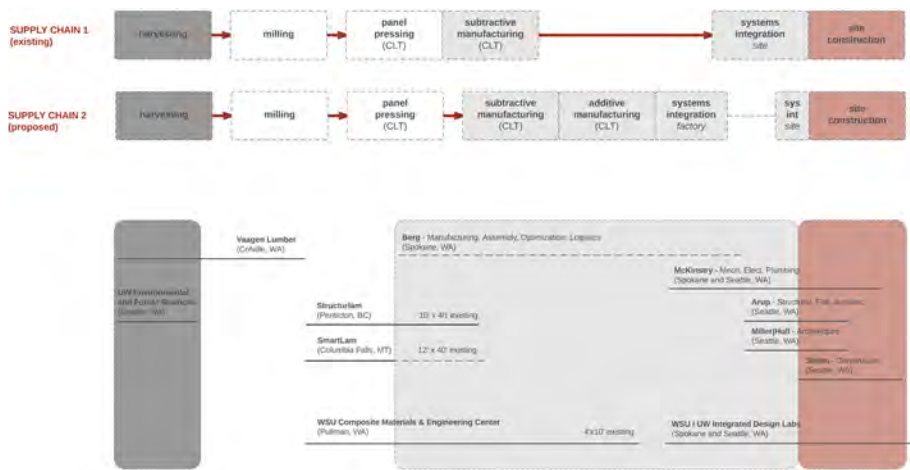 SUPPLY CHAIN 1
(existing)
harvesting
milling
panel
pressing
(CLT)
subtractive
manufacturing
(CLT)
systems
integration
site
site
construction
SUPPLY CHAIN 2
(proposed)
harvesting
milling
panel
pressing
(CLT)
subtractive
manufacturing
(CLT)
additive
manufacturing
(CLT)
systems
integration
factory
sys
int
site
site
construction
Vaagen Lumber
(Colville, WA)
Berg - Manufacturing, Assembly, Optimization, Logistics
(Spokane, WA)
McKinstry - Mech, Elect, Plumbing
(Spokane and Seattle, WA)
UW Environmental
and Forest Sciences
(Seattle, WA)
Structurlam
(Penticton, BC)
10' x 40' existing
Arup - Structural, Fire, Acoustic
(Seattle, WA)
SmartLam
(Columbia Falls, MT)
12' x 40' existing
Miller|Hull - Architecture
(Seattle, WA)
(Seattle, WA)
WSU Composite Materials & Engineering Center
(Pullman, WA)
4'x10' existing
WSU / UW Integrated Design Labs
(Spokane and Seattle, WA)